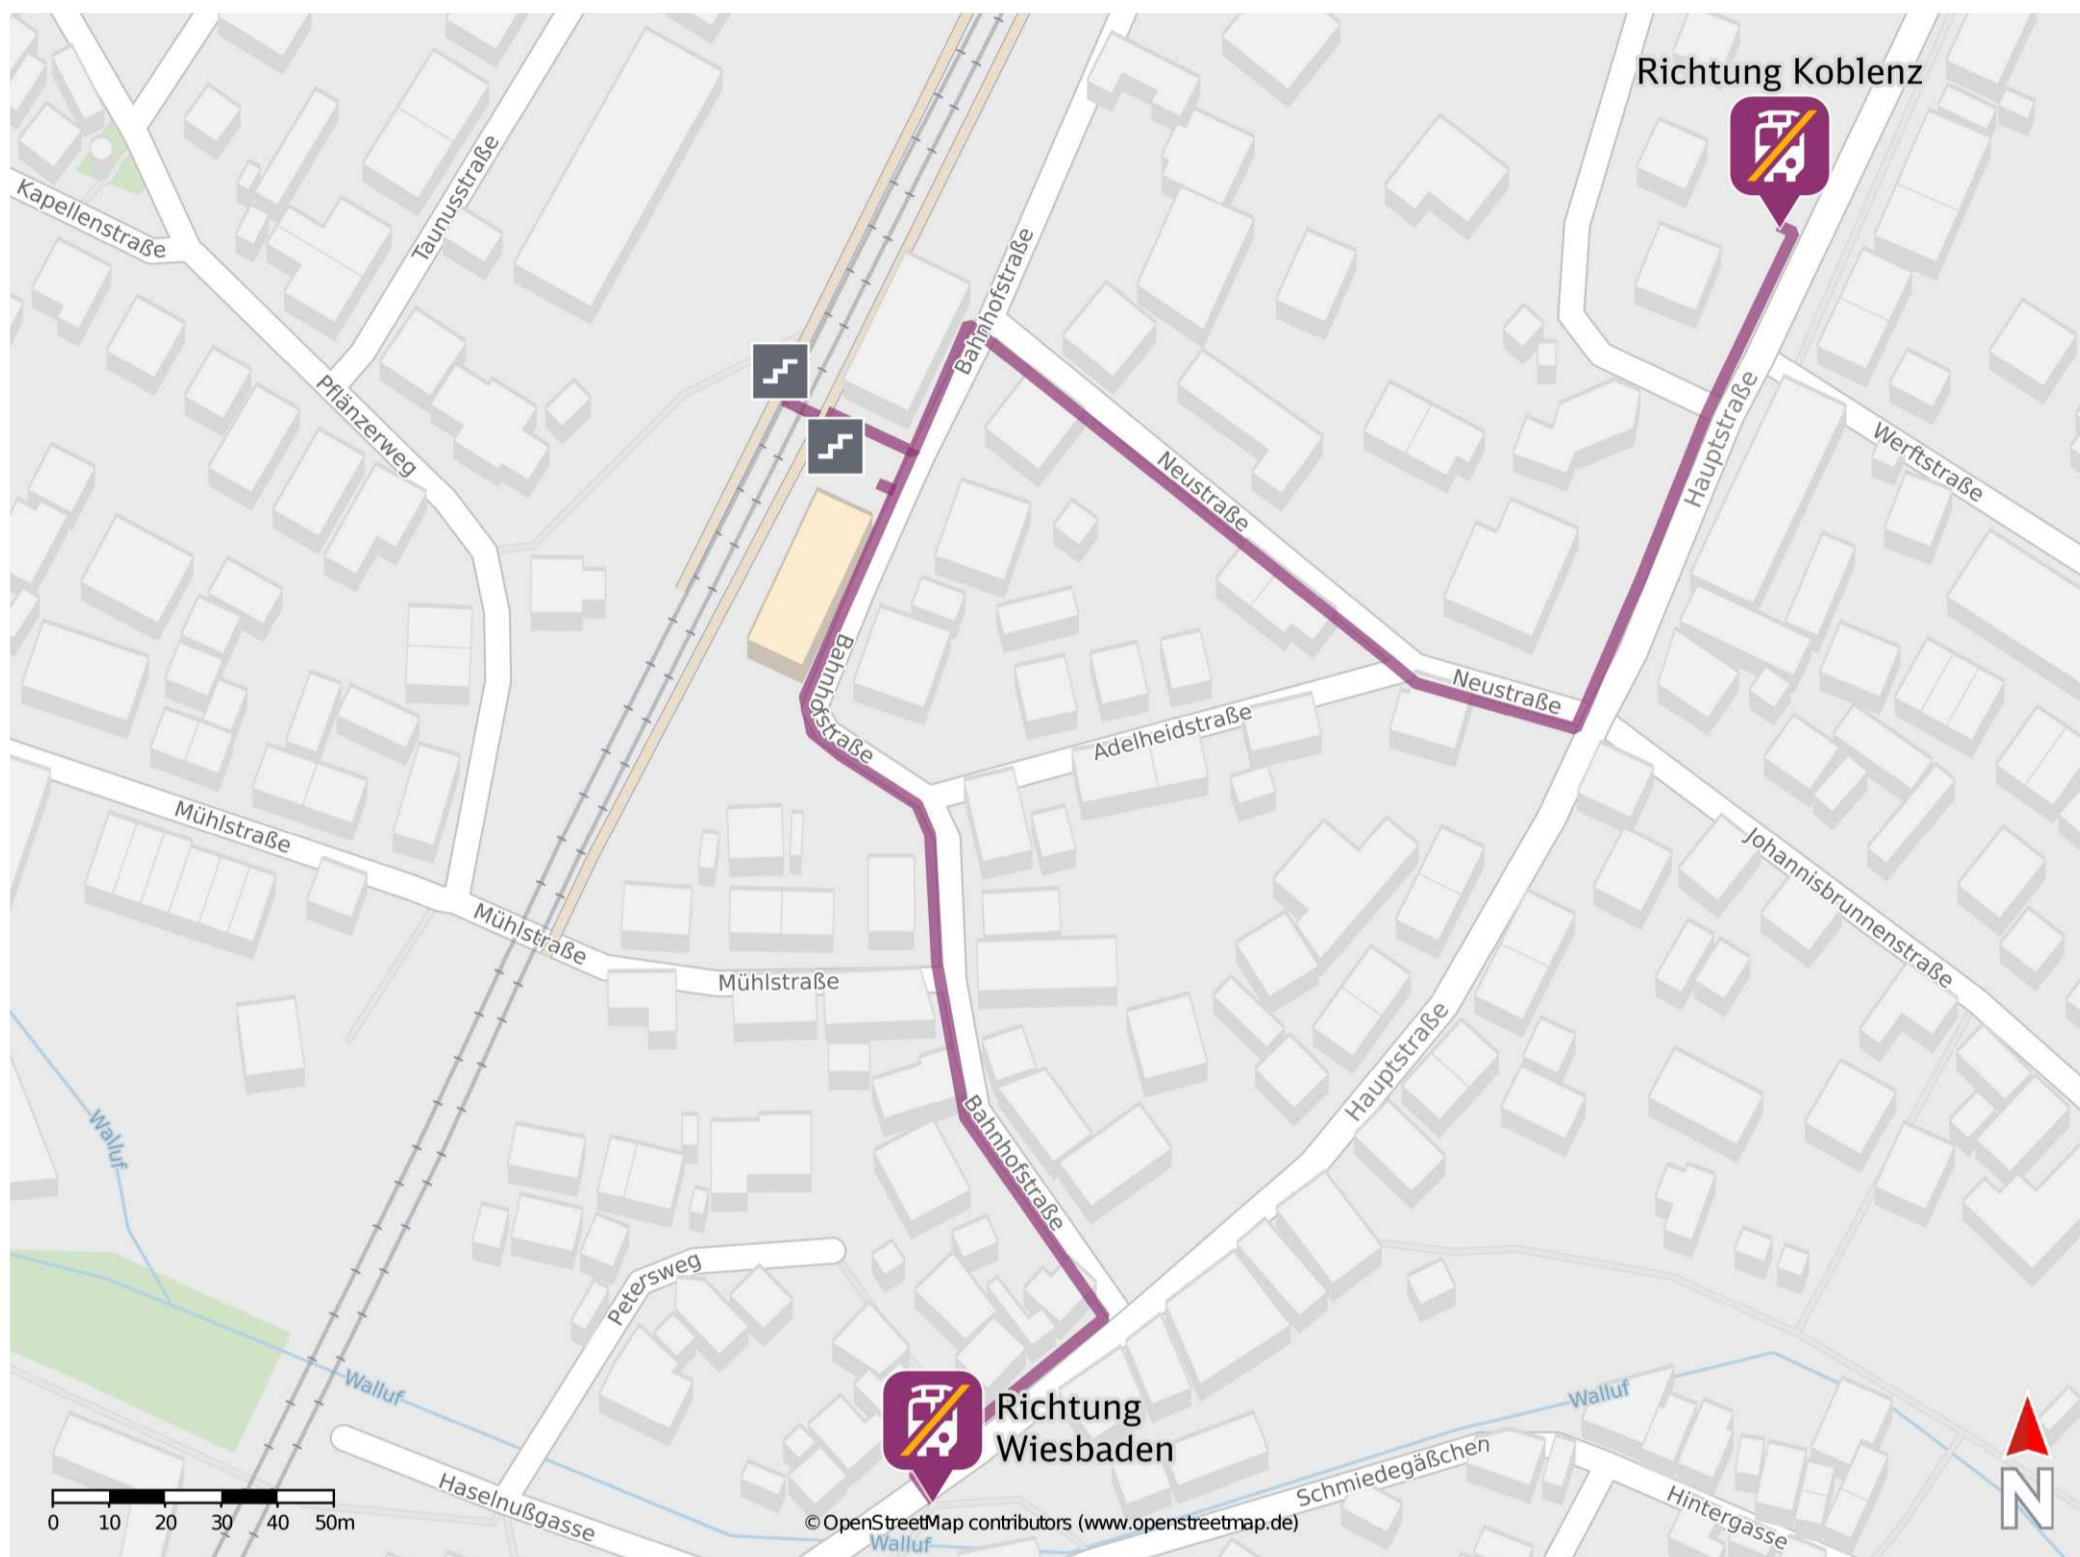 Richtung Koblenz
Kapellenstraße
Taunusstraße
Bahnhofstraße
Pflänzerweg
Hauptstraße
Werftstraße
Neustraße
Bahnhofstraße
Neustraße
Bahnhofstraße
Adelheidstraße
Mühlstraße
Johannisbrunnenstraße
Mühlstraße
Mühlstraße
Hauptstraße
Walluf
Bahnhofstraße
Petersweg
Walluf
Walluf
Richtung
Wiesbaden
Schmiedegäßchen
Haselnußgasse
Hintergasse
N
0 10 20 30 40 50m
© OpenStreetMap contributors (www.openstreetmap.de)
Walluf